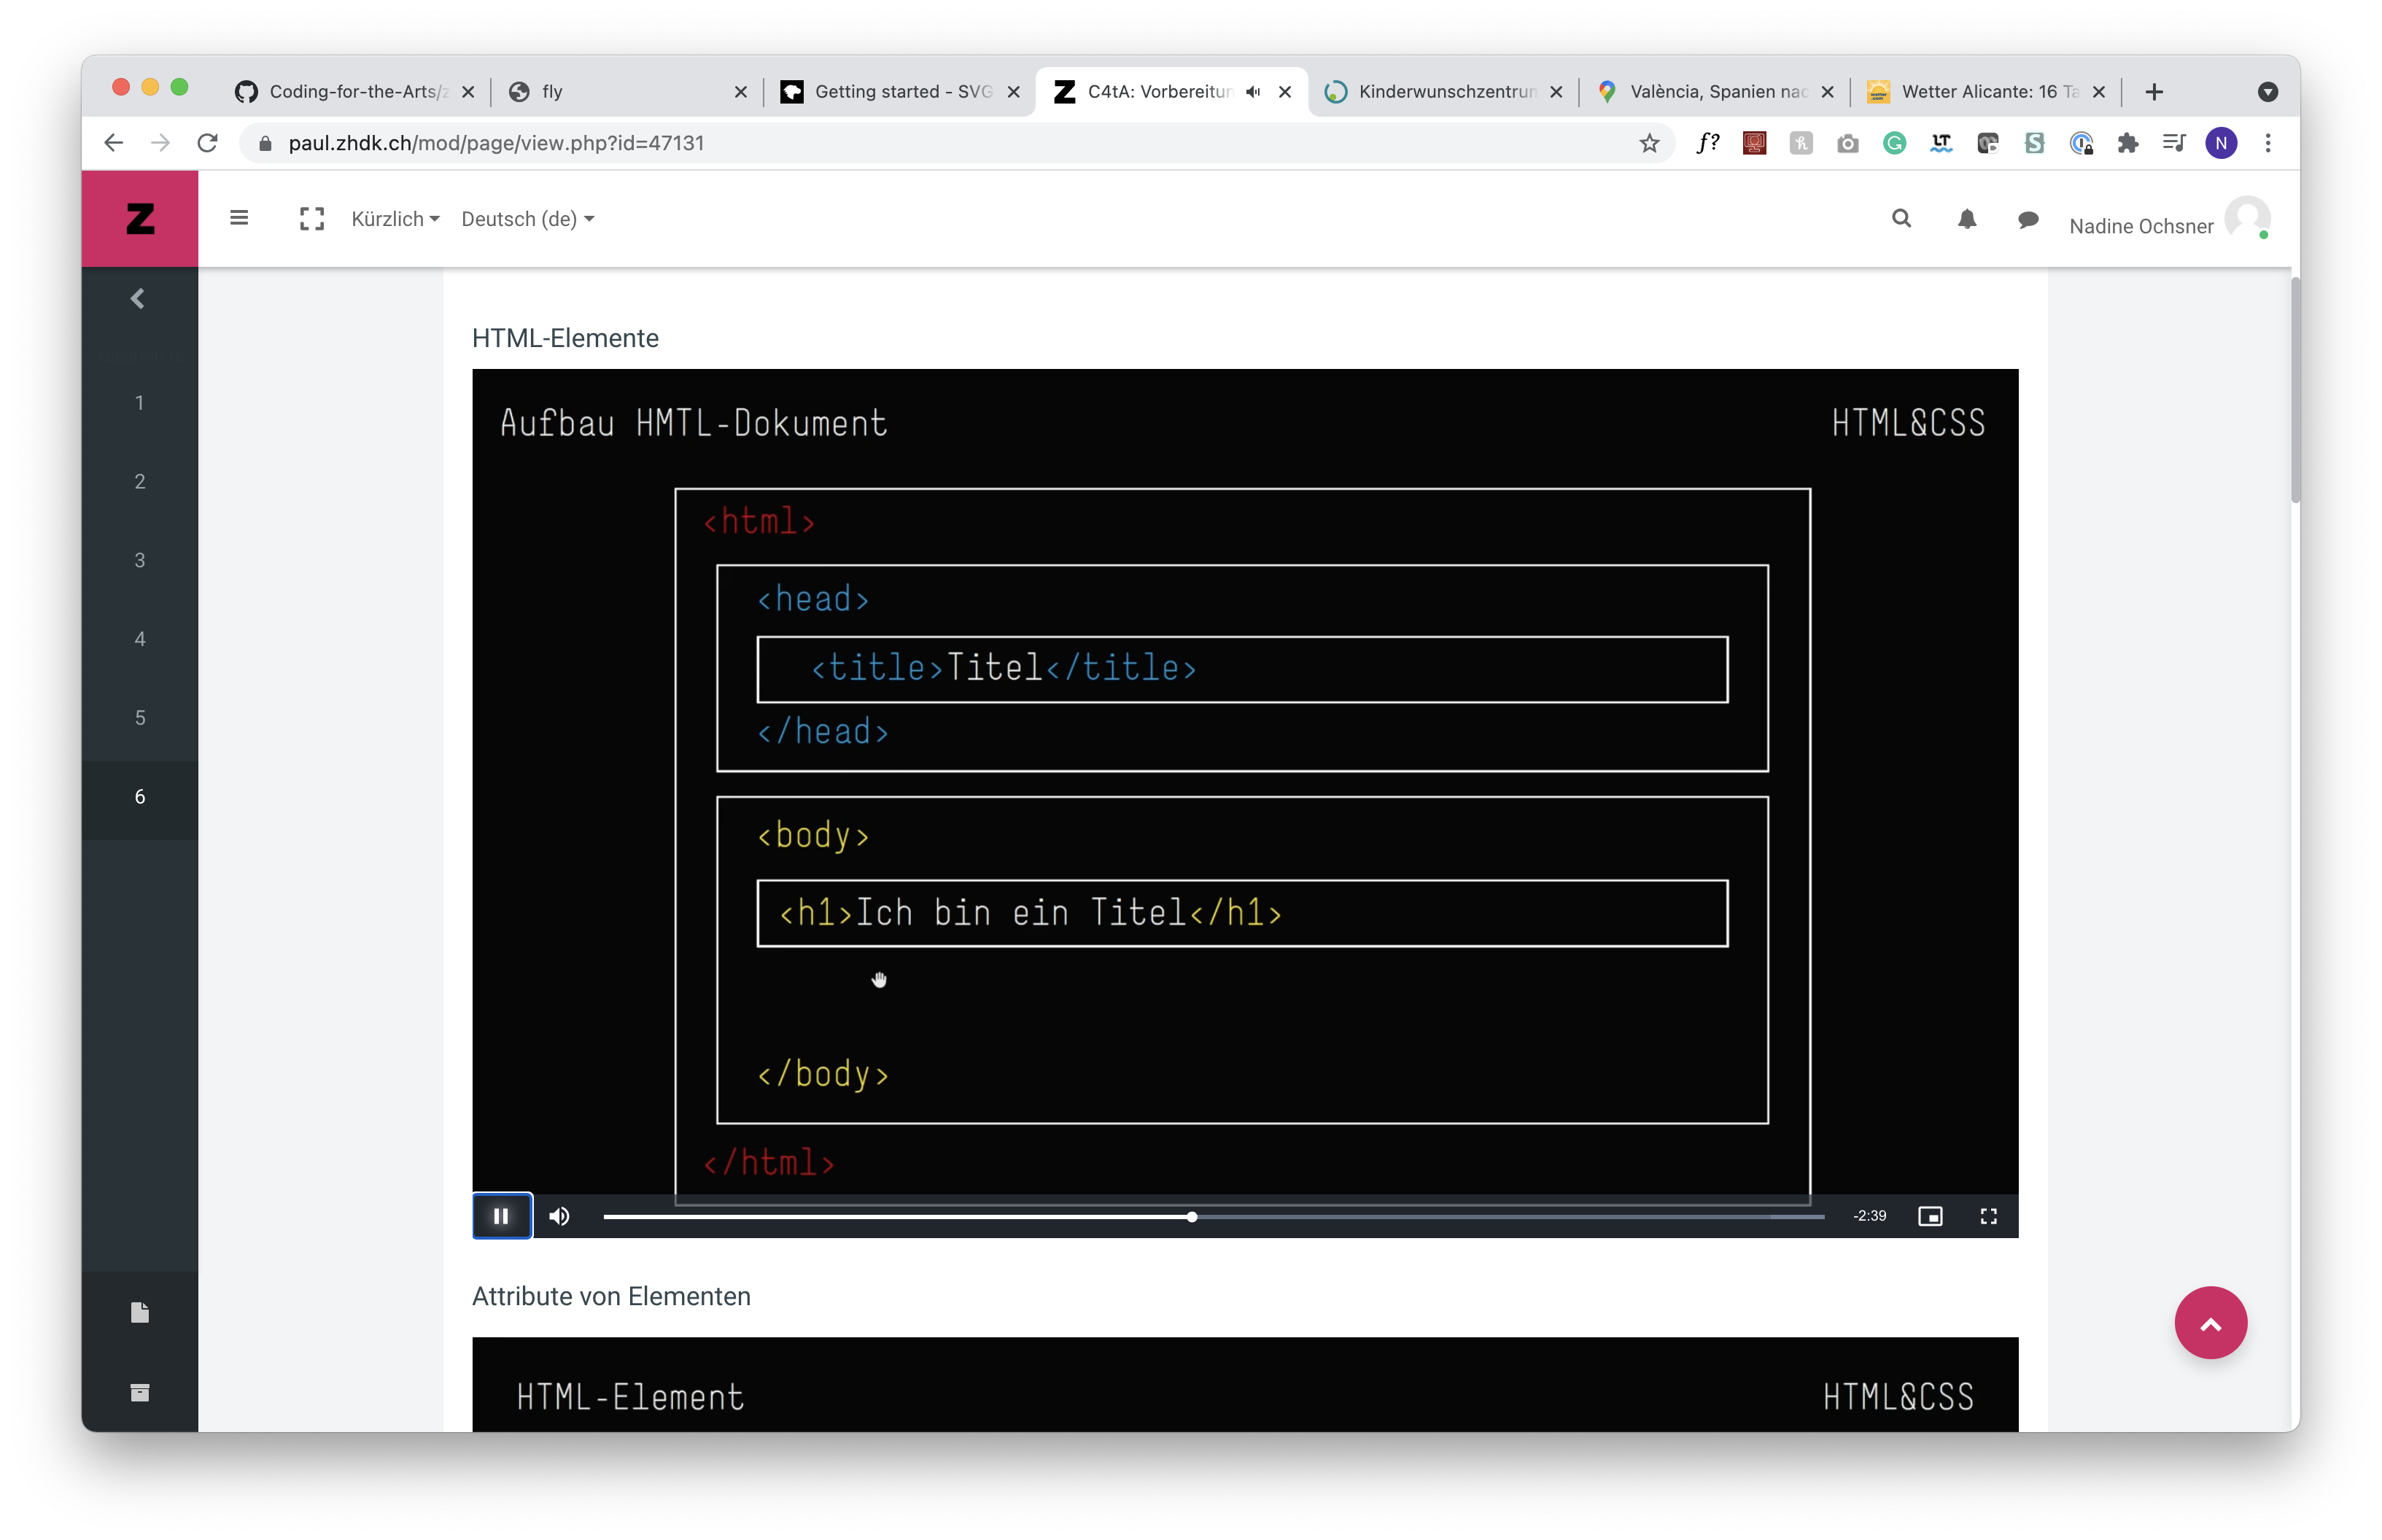 Coding-for-the-Arts/z
fly
Getting started - SVG
C4tA: Vorbereitun
Kinderwunschzentrun
València, Spanien nac
Wetter Alicante: 16 Ta
paul.zhdk.ch/mod/page/view.php?id=47131
f?
N
Z
Kürzlich
Deutsch (de)
Nadine Ochsner
1
2
3
4
5
6
HTML-Elemente
Aufbau HMTL-Dokument
HTML&CSS
<html>
<head>
<title>Titel</title>
</head>
<body>
<h1>Ich bin ein Titel</h1>
</body>
</html>
-2:39
Attribute von Elementen
HTML-Element
HTML&CSS